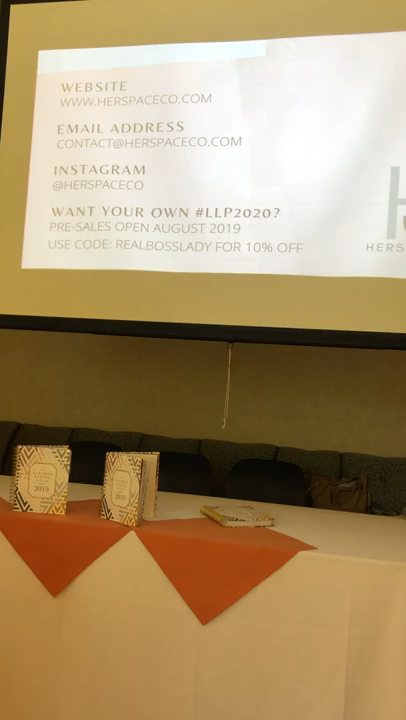 WEBSITE
WWW.HERSPACECO.COM
EMAIL ADDRESS
CONTACT@HERSPACECO.COM
INSTAGRAM
@HERSPACECO
WANT YOUR OWN #LLP2020?
PRE-SALES OPEN AUGUST 2019
USE CODE: REALBOSSLADY FOR 10% OFF
H
HERS
2019
2019